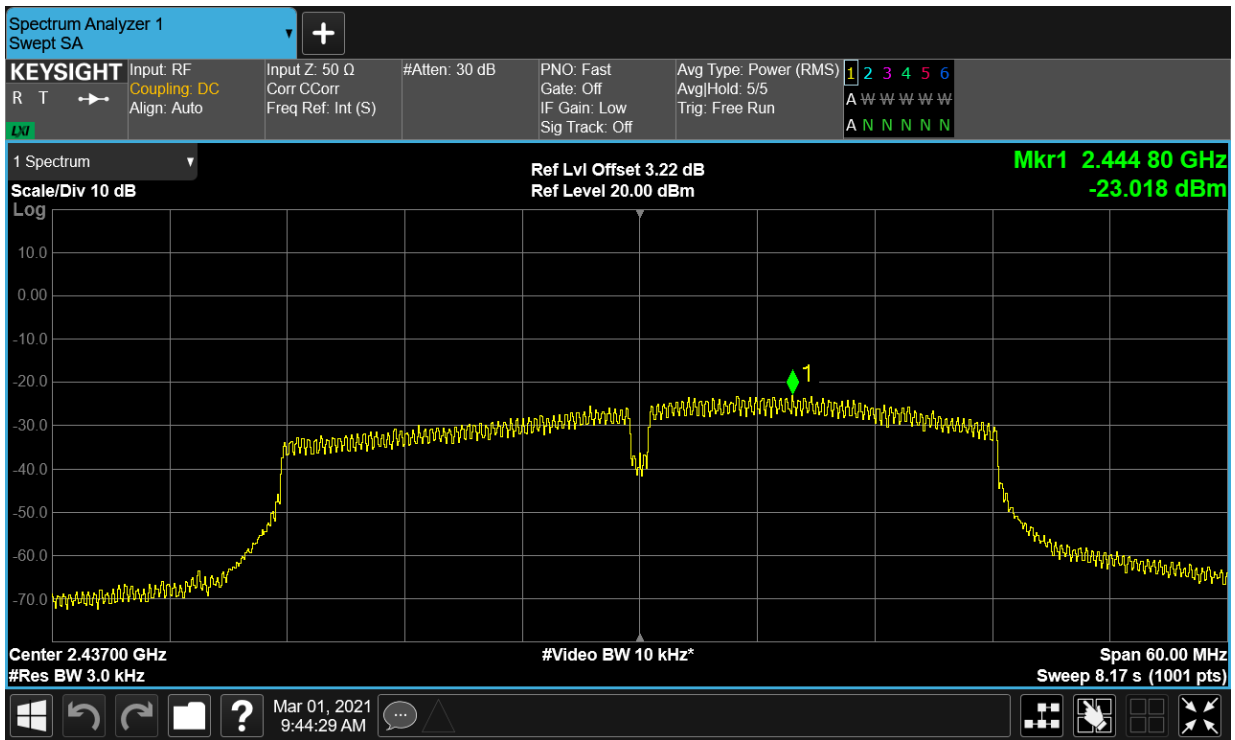 Spectrum Analyzer 1
Swept SA
KEYSIGHT
R T
LXI
Input: RF
Coupling: DC
Align: Auto
Input Z: 50 Ω
Corr CCorr
Freq Ref: Int (S)
#Atten: 30 dB
PNO: Fast
Gate: Off
IF Gain: Low
Sig Track: Off
Avg Type: Power (RMS)
Avg|Hold: 5/5
Trig: Free Run
1 2 3 4 5 6
A W W W W W
A N N N N N
1 Spectrum
Scale/Div 10 dB
Ref Lvl Offset 3.22 dB
Ref Level 20.00 dBm
Mkr1 2.444 80 GHz
-23.018 dBm
Log
10.0
0.00
-10.0
-20.0
-30.0
-40.0
-50.0
-60.0
-70.0
1
Center 2.43700 GHz
#Res BW 3.0 kHz
#Video BW 10 kHz*
Span 60.00 MHz
Sweep 8.17 s (1001 pts)
?
Mar 01, 2021
9:44:29 AM